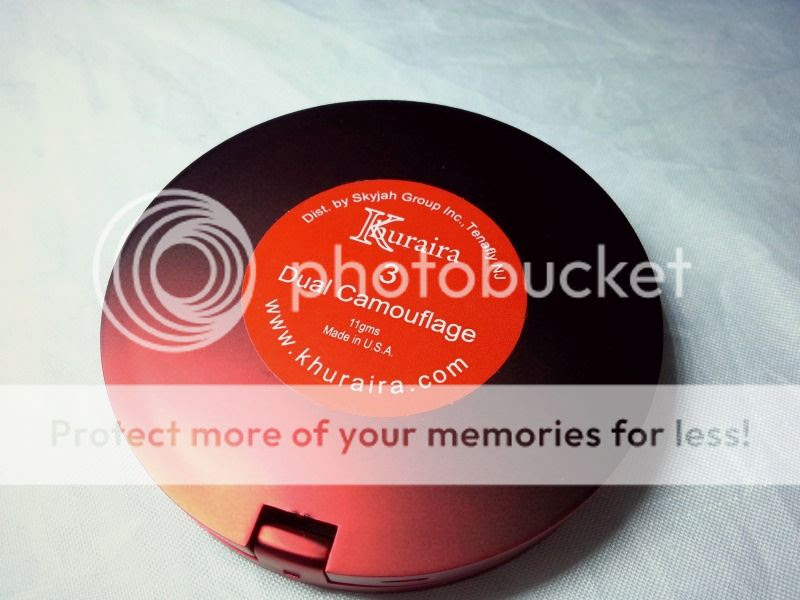 Dist. by Skyjah Group Inc., Tenafly NJ
Khuraira
3
Dual Camouflage
11gms
Made in U.S.A.
www.khuraira.com
photobucket
Protect more of your memories for less!